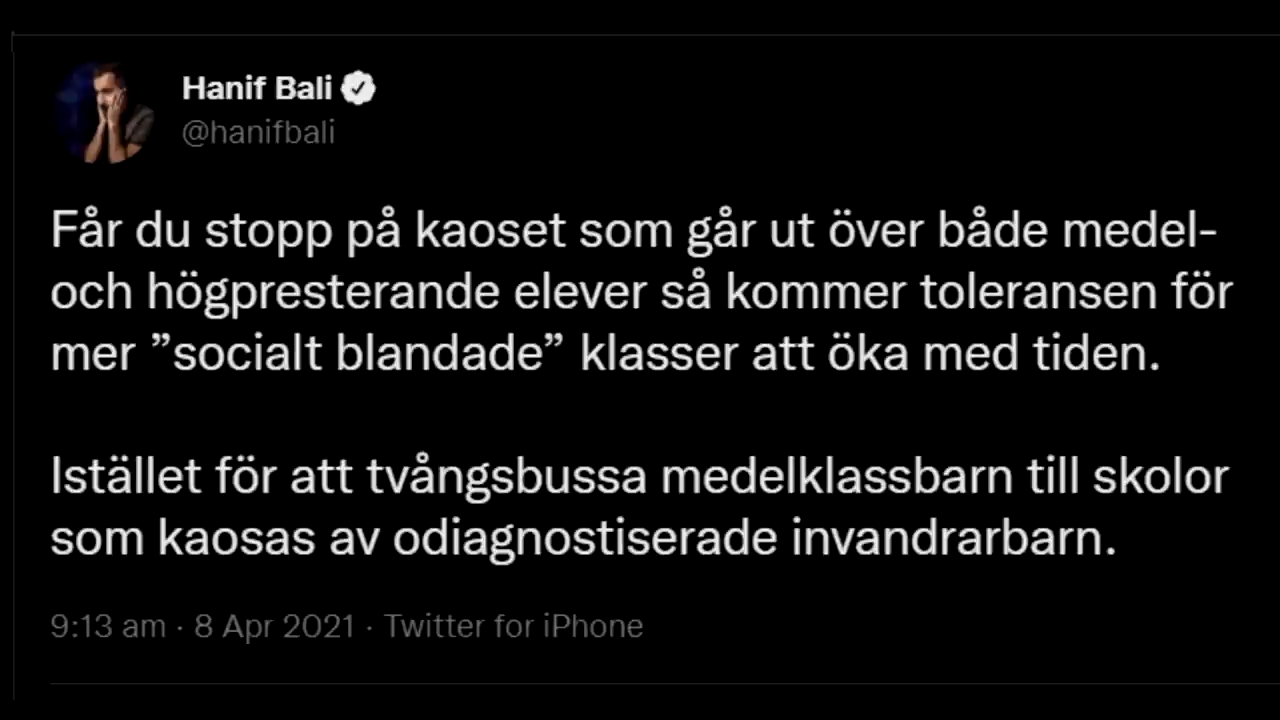 Hanif Bali
@hanifbali
Får du stopp på kaoset som går ut över både medel-
och högpresterande elever så kommer toleransen för
mer ”socialt blandade” klasser att öka med tiden.
Istället för att tvångsbussa medelklassbarn till skolor
som kaosas av odiagnostiserade invandrarbarn.
9:13 am · 8 Apr 2021 · Twitter for iPhone